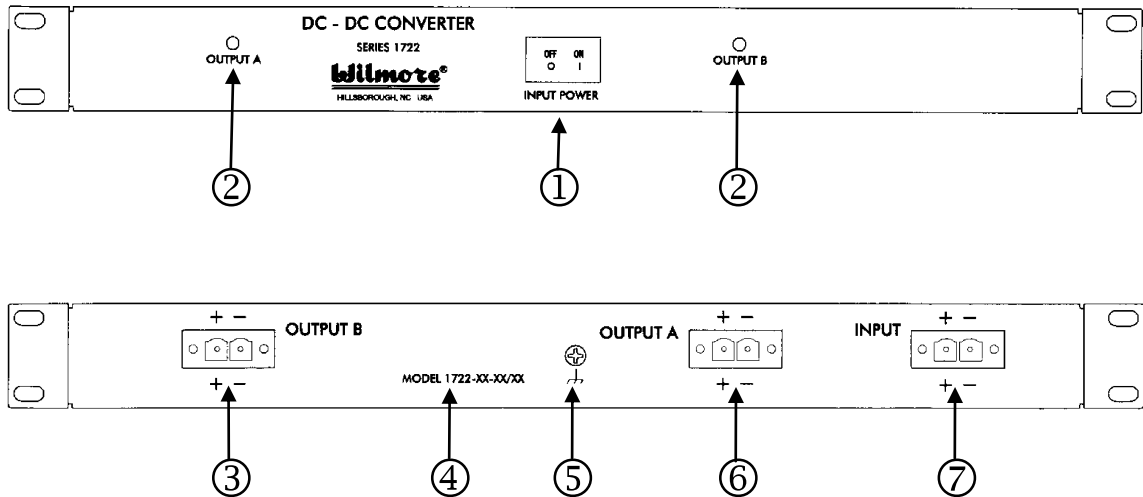 DC - DC CONVERTER
SERIES 1722
Wilmore®
HILLSBOROUGH, NC USA
OUTPUT A
OFF ON
O I
INPUT POWER
OUTPUT B
② ① ②
+ - OUTPUT B
+ -
MODEL 1722-XX-XX/XX
OUTPUT A + -
+ -
INPUT + -
+ -
③ ④ ⑤ ⑥ ⑦